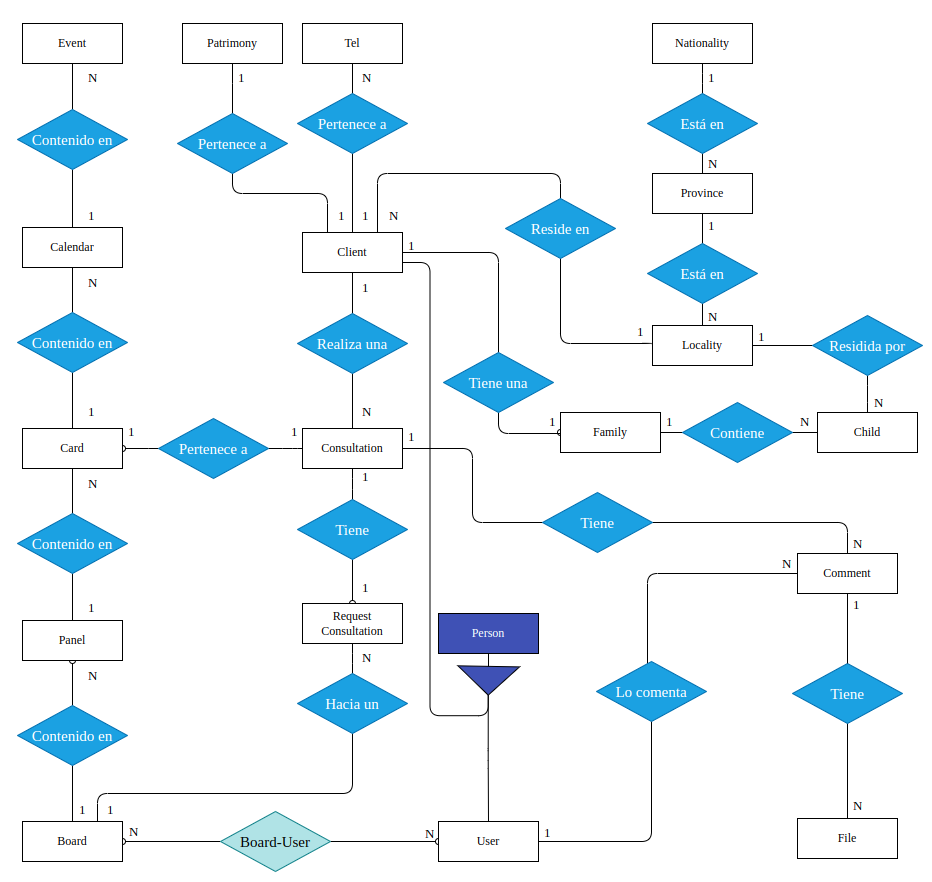 Event
Patrimony
Tel
Nationality
N
1
N
1
Contenido en
Pertenece a
Pertenece a
Está en
N
Province
1
1
1
N
1
Reside en
Calendar
Client
1
1
N
1
Está en
N
1
Contenido en
Realiza una
Locality
1
Residida por
Tiene una
1
N
N
Card
1
Pertenece a
1
Consultation
1
1
Family
1
Contiene
N
Child
N
1
Contenido en
Tiene
Tiene
N
N
Comment
1
1
1
Panel
Request
Consultation
Person
N
N
Contenido en
Hacia un
Lo comenta
Tiene
1
1
N
Board
N
Board-User
N
User
1
File